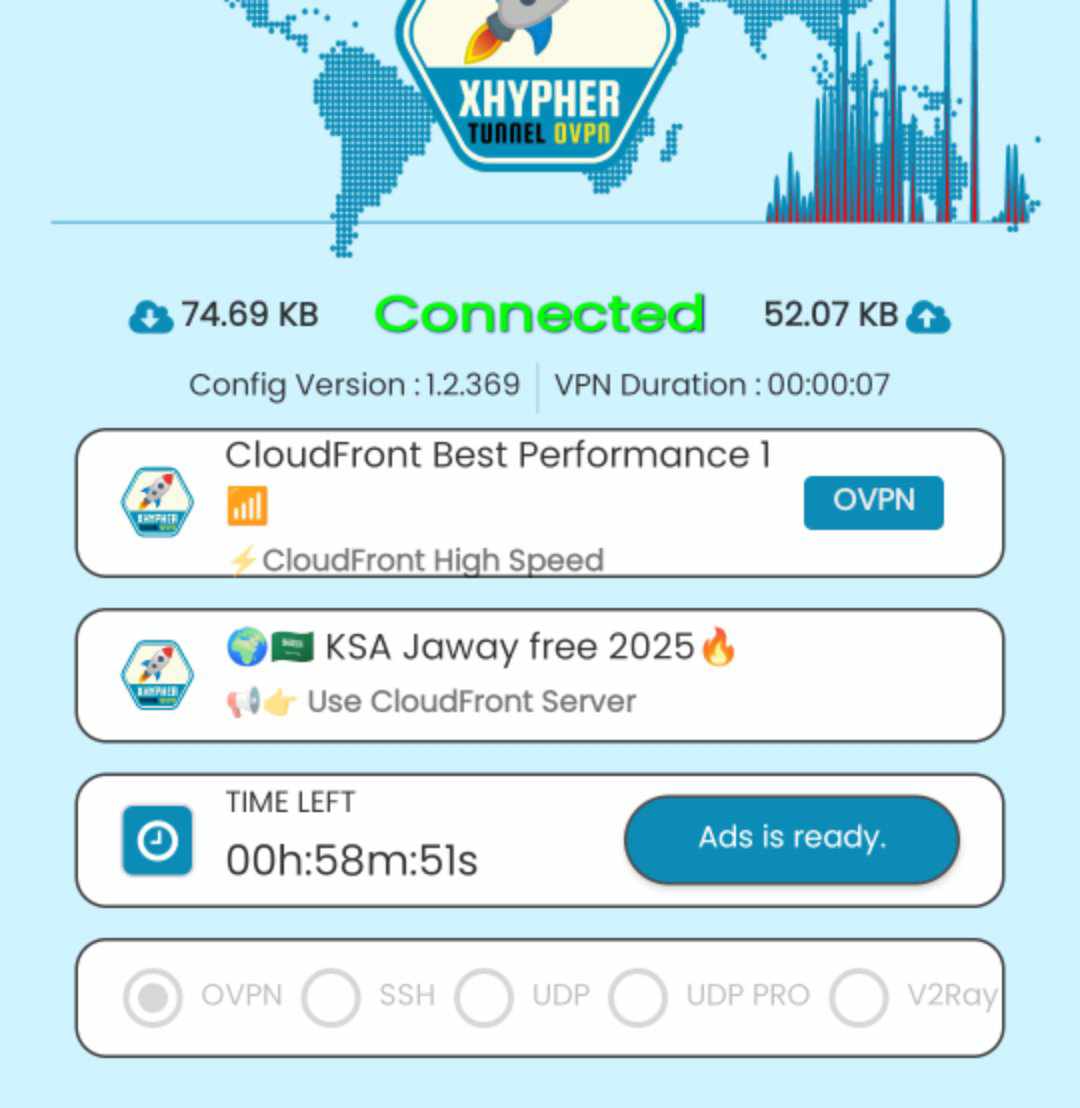 XHYPHER
TUNNEL OVPN
74.69 KB
Connected
52.07 KB
Config Version : 1.2.369
VPN Duration : 00:00:07
CloudFront Best Performance 1
📶
OVPN
⚡CloudFront High Speed
XHYPHER
🌍🇸🇦 KSA Jaway free 2025🔥
📢👉 Use CloudFront Server
XHYPHER
TIME LEFT
00h:58m:51s
Ads is ready.
OVPN SSH UDP UDP PRO V2Ray